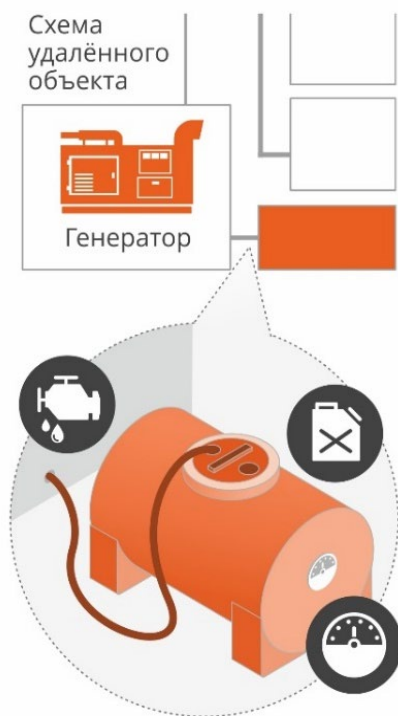 Схема
удалённого
объекта
Генератор